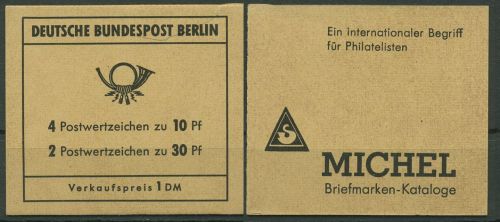 DEUTSCHE BUNDESPOST BERLIN
4 Postwertzeichen zu 10 Pf
2 Postwertzeichen zu 30 Pf
Verkaufspreis 1 DM
Ein internationaler Begriff
für Philatelisten
S
MICHEL
Briefmarken-Kataloge